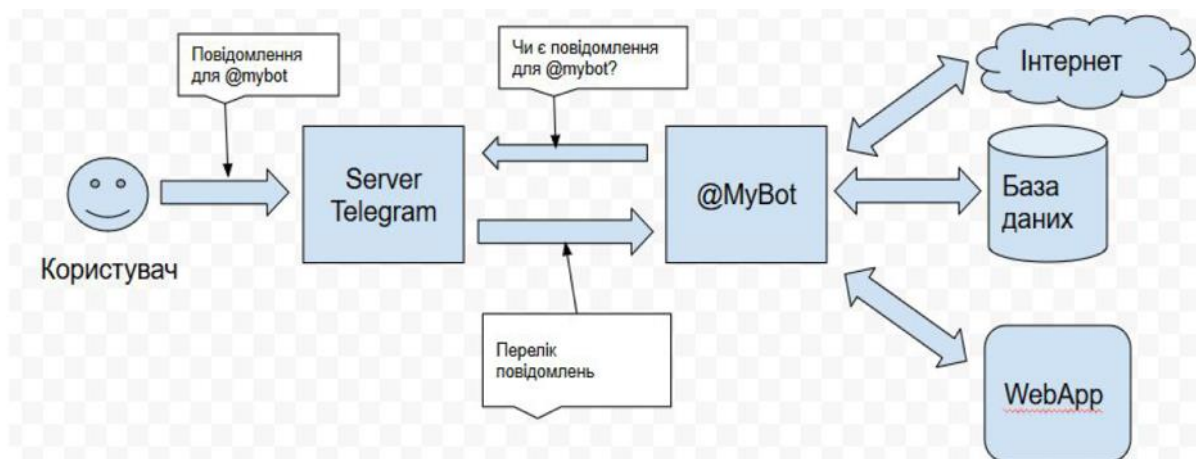 Повідомлення
для @mybot
Чи є повідомлення
для @mybot?
Інтернет
Server
Telegram
@MyBot
База
даних
Користувач
Перелік
повідомлень
WebApp